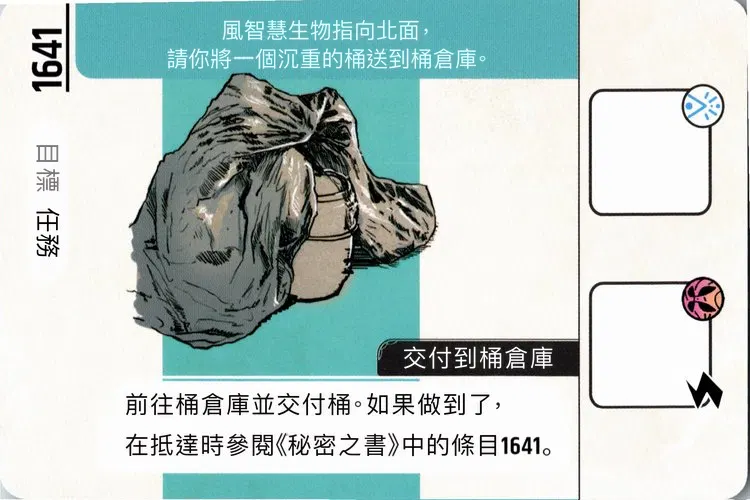 風智慧生物指向北面，
請你將一個沉重的桶送到桶倉庫。
1641
目標 任務
交付到桶倉庫
前往桶倉庫並交付桶。如果做到了，
在抵達時參閱《秘密之書》中的條目1641。